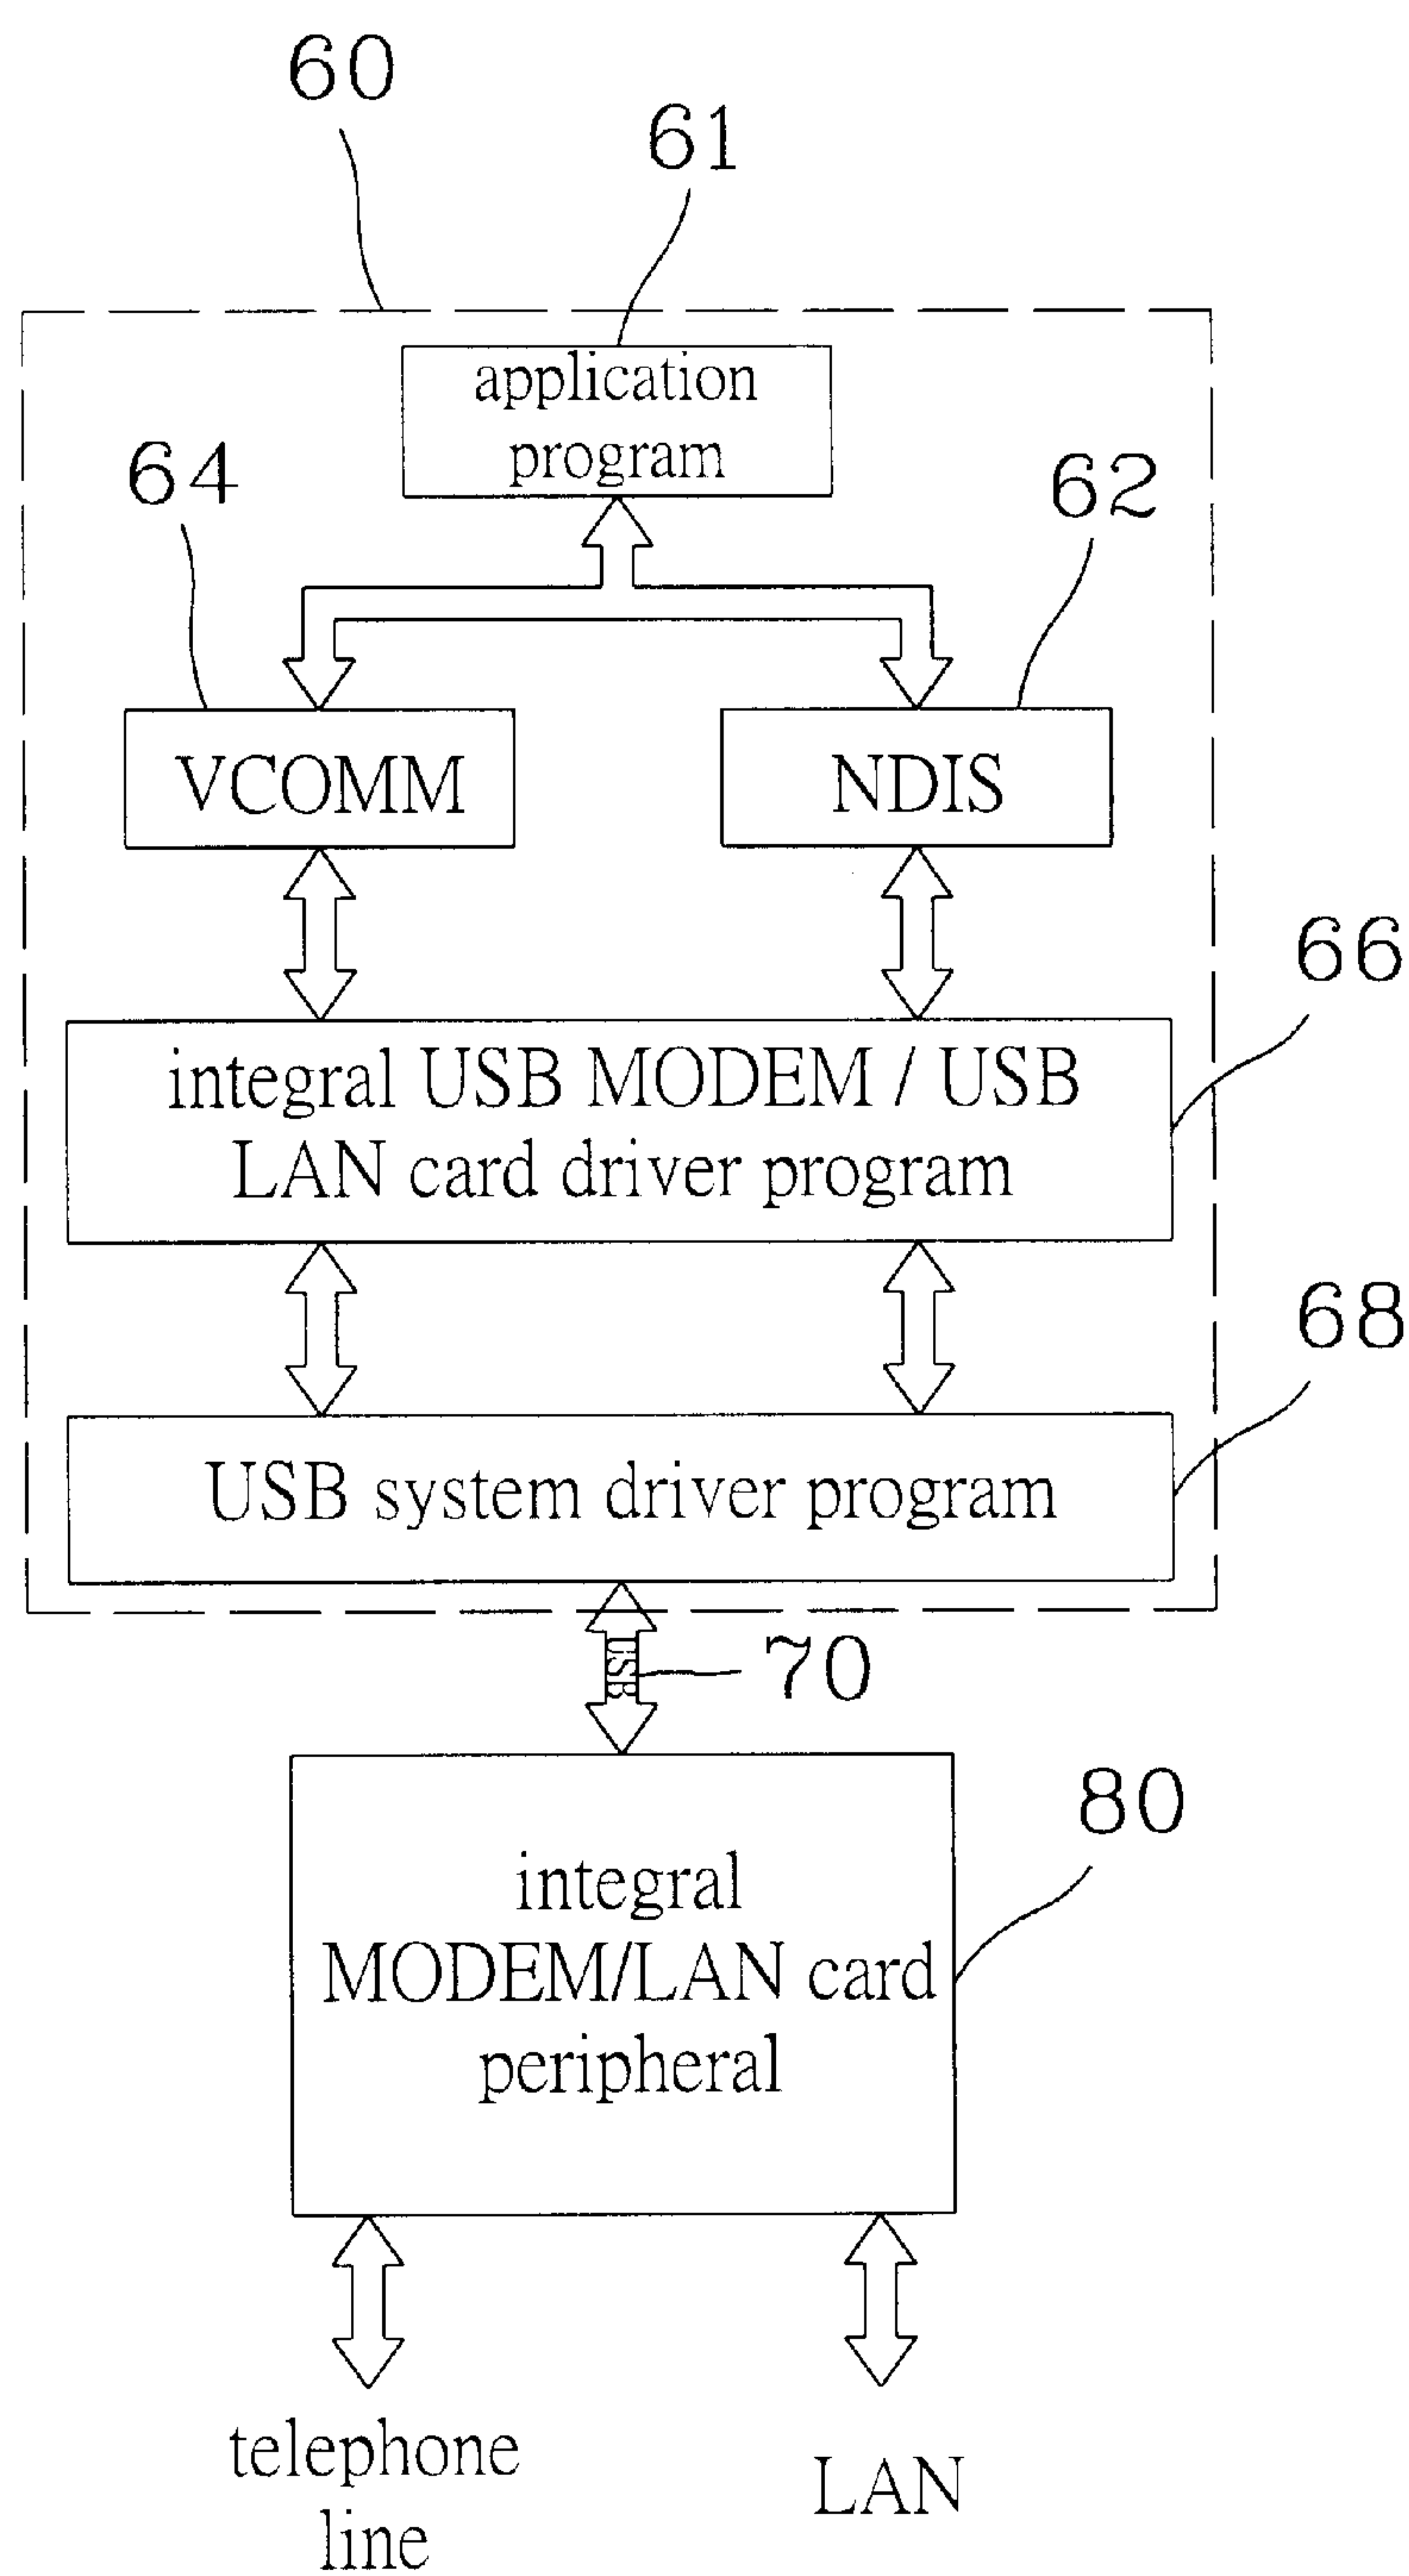 60
61
application
program
64
62
VCOMM
NDIS
66
integral USB MODEM / USB
LAN card driver program
68
USB system driver program
USB
70
80
integral
MODEM/LAN card
peripheral
telephone
line
LAN